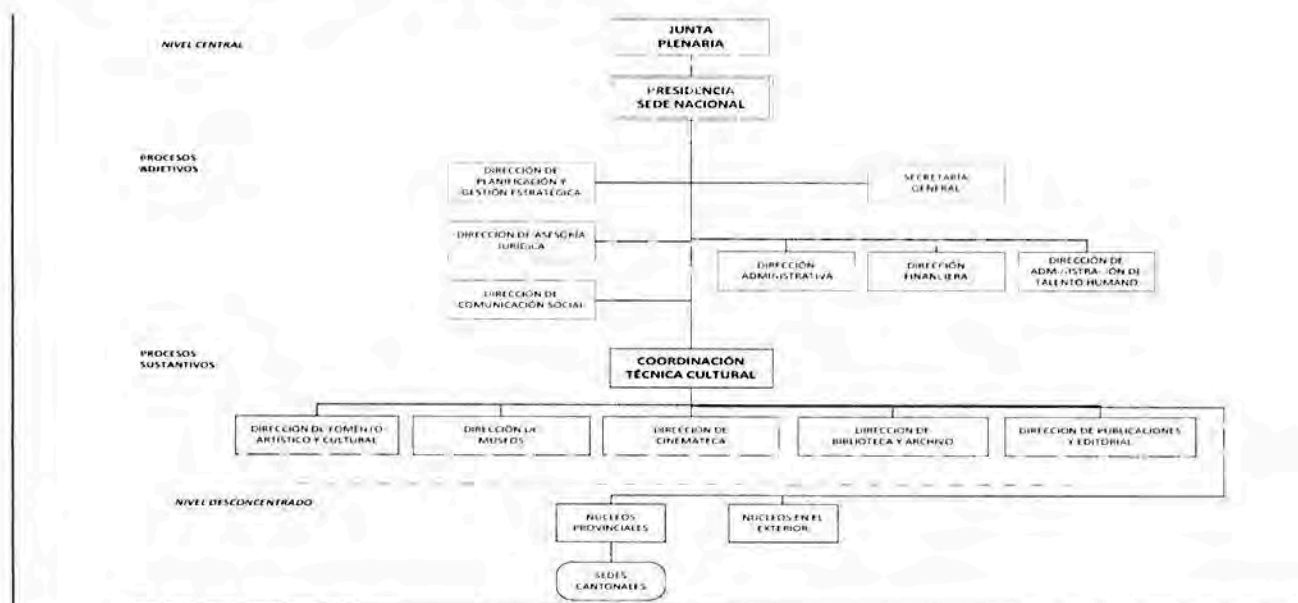 JUNTA
PLENARIA
NIVEL CENTRAL
PRESIDENCIA
SEDE NACIONAL
PROCESOS
ADJETIVOS
DIRECCIÓN DE
PLANIFICACIÓN Y
GESTIÓN ESTRATÉGICA
SECRETARÍA
GENERAL
DIRECCIÓN DE ASESORÍA
JURÍDICA
DIRECCIÓN
ADMINISTRATIVA
DIRECCIÓN
FINANCIERA
DIRECCIÓN DE
ADMINISTRACIÓN DE
TALENTO HUMANO
DIRECCIÓN DE
COMUNICACIÓN SOCIAL
PROCESOS
SUSTANTIVOS
COORDINACIÓN
TÉCNICA CULTURAL
DIRECCIÓN DE FOMENTO
ARTÍSTICO Y CULTURAL
DIRECCIÓN DE
MUSEOS
DIRECCIÓN DE
CINEMATECA
DIRECCIÓN DE
BIBLIOTECA Y ARCHIVO
DIRECCION DE PUBLICACIONES
Y EDITORIAL
NIVEL DESCONCENTRADO
NÚCLEOS
PROVINCIALES
NÚCLEOS EN EL
EXTERIOR
SEDES
CANTONALES